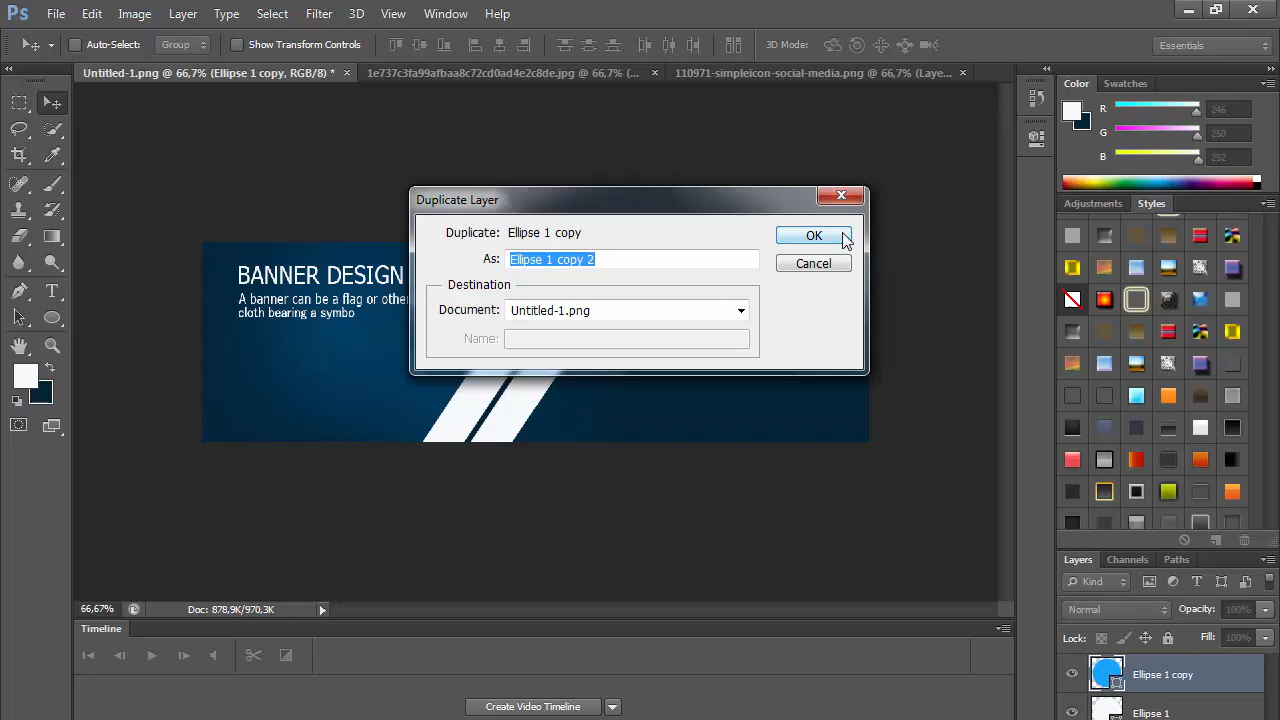 Ps File Edit Image Layer Type Select Filter 3D View Window Help
Auto-Select: Group Show Transform Controls 3D Mode: Essentials
Untitled-1.png @ 66,7% (Ellipse 1 copy, RGB/8) * × 1e737c3fa99afbaa8c72cd0ad4e2c8de.jpg @ 66,7% (... × 110971-simpleicon-social-media.png @ 66,7% (Laye... ×
Color Swatches
R 246
G 250
B 252
Adjustments Styles
Duplicate Layer
Duplicate: Ellipse 1 copy
OK
As: Ellipse 1 copy 2
Cancel
Destination
Document: Untitled-1.png
Name:
BANNER DESIGN
A banner can be a flag or other
cloth bearing a symbo
T
66,67% Doc: 878,9K/970,3K
Timeline
Create Video Timeline
Layers Channels Paths
Kind T
Normal Opacity: 100%
Lock: Fill: 100%
Ellipse 1 copy
Ellipse 1